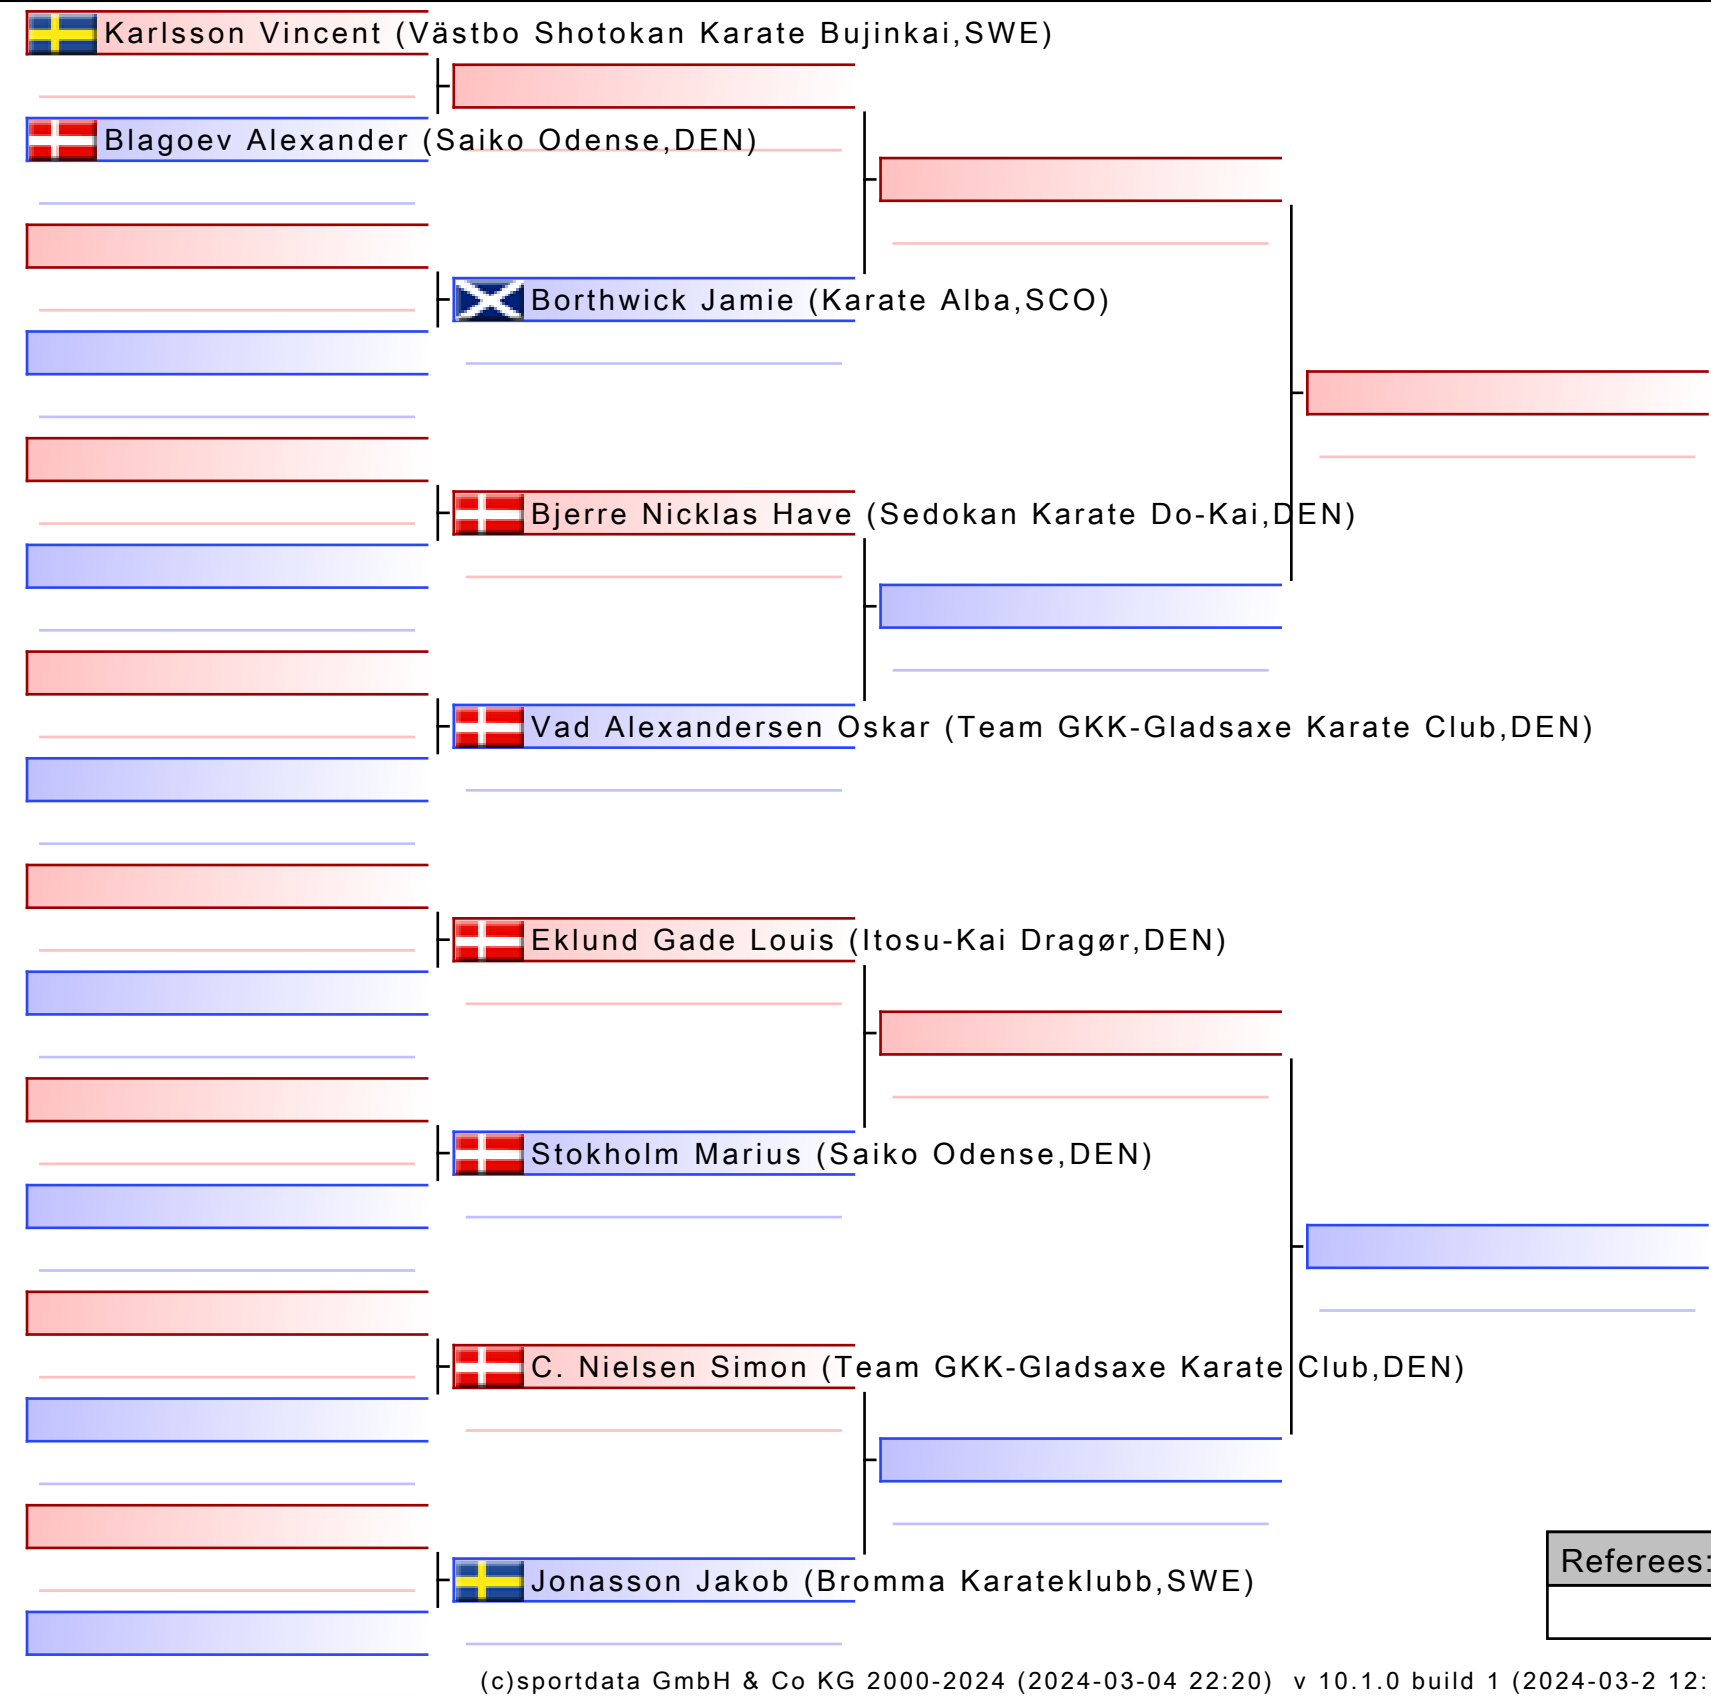 Karlsson Vincent (Västbo Shotokan Karate Bujinkai,SWE)
Blagoev Alexander (Saiko Odense,DEN)
Borthwick Jamie (Karate Alba,SCO)
Bjerre Nicklas Have (Sedokan Karate Do-Kai,DEN)
Vad Alexandersen Oskar (Team GKK-Gladsaxe Karate Club,DEN)
Eklund Gade Louis (Itosu-Kai Dragør,DEN)
Stokholm Marius (Saiko Odense,DEN)
C. Nielsen Simon (Team GKK-Gladsaxe Karate Club,DEN)
Jonasson Jakob (Bromma Karateklubb,SWE)
Referees:
(c)sportdata GmbH & Co KG 2000-2024 (2024-03-04 22:20) v 10.1.0 build 1 (2024-03-2 12: